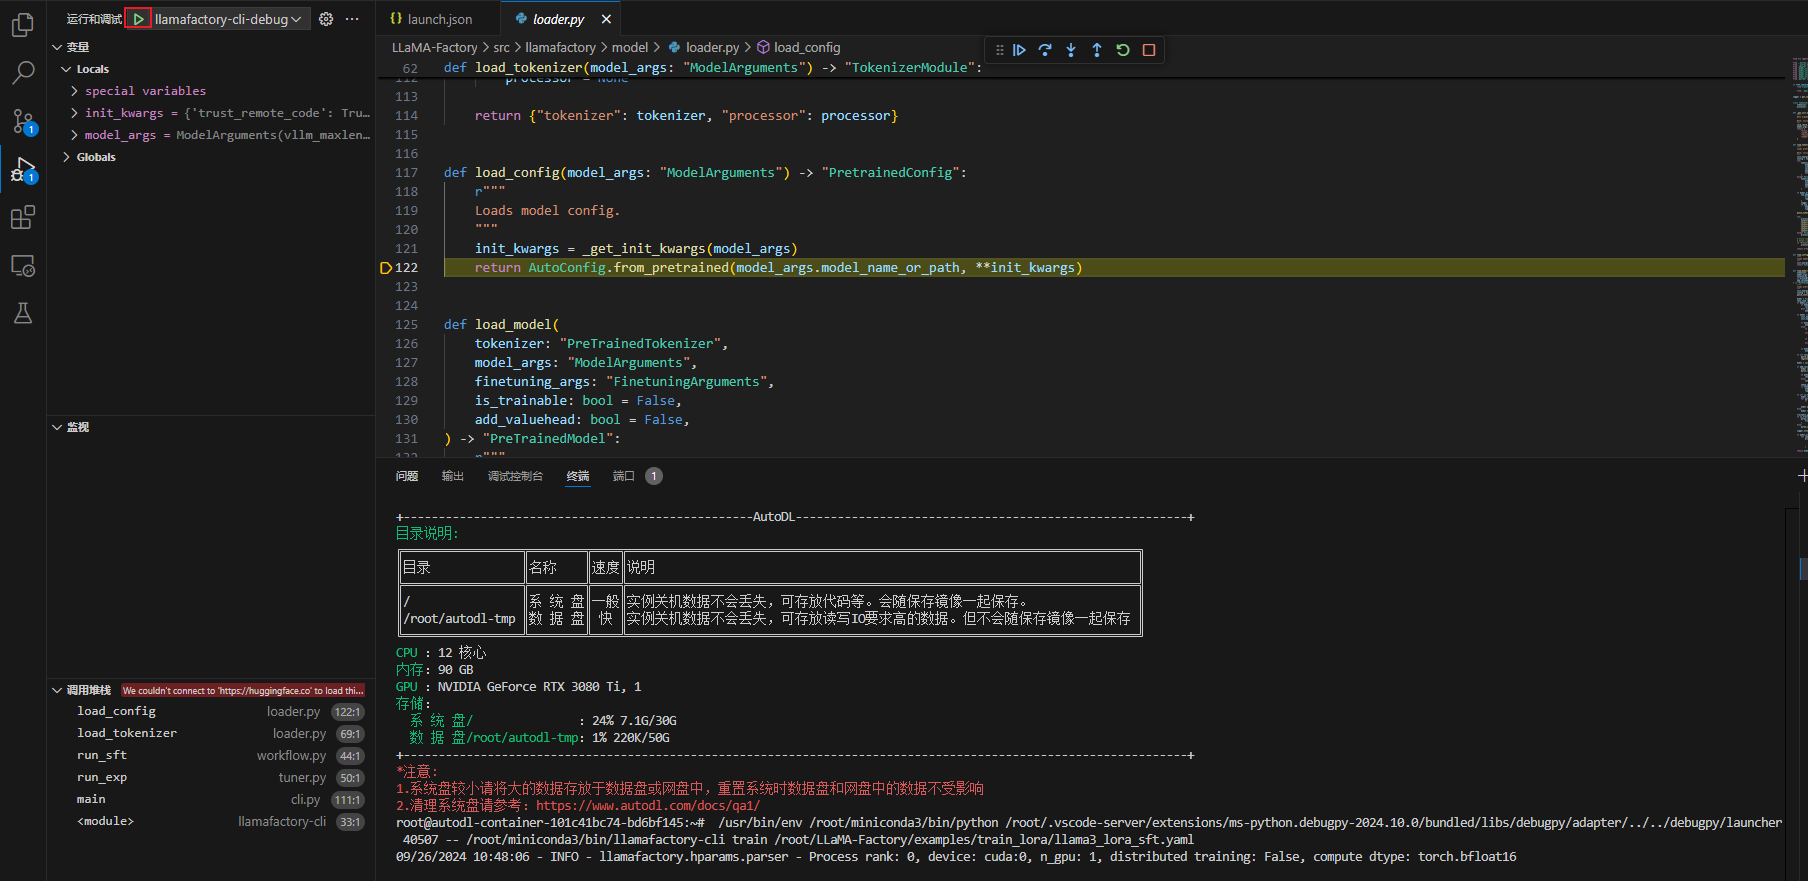 运行和调试 llamafactory-cli-debug
变量
Locals
special variables
init_kwargs = {'trust_remote_code': Tru...
model_args = ModelArguments(vllm_maxlen...
Globals
监视
调用堆栈 We couldn't connect to 'https://huggingface.co' to load thi...
load_config loader.py 122:1
load_tokenizer loader.py 69:1
run_sft workflow.py 44:1
run_exp tuner.py 50:1
main cli.py 111:1
<module> llamafactory-cli 33:1
1
1
launch.json
loader.py
LLaMA-Factory > src > llamafactory > model > loader.py > load_config
62 def load_tokenizer(model_args: "ModelArguments") -> "TokenizerModule":
112 processor = None
113
114 return {"tokenizer": tokenizer, "processor": processor}
115
116
117 def load_config(model_args: "ModelArguments") -> "PretrainedConfig":
118 r"""
119 Loads model config.
120 """
121 init_kwargs = _get_init_kwargs(model_args)
122 return AutoConfig.from_pretrained(model_args.model_name_or_path, **init_kwargs)
123
124
125 def load_model(
126 tokenizer: "PreTrainedTokenizer",
127 model_args: "ModelArguments",
128 finetuning_args: "FinetuningArguments",
129 is_trainable: bool = False,
130 add_valuehead: bool = False,
131 ) -> "PreTrainedModel":
132 r"""
问题 输出 调试控制台 终端 端口 1
+--------------------------------------------------AutoDL--------------------------------------------------------+
目录说明:
目录 名称 速度 说明
/ 系 统 盘 一般 实例关机数据不会丢失，可存放代码等。会随保存镜像一起保存。
/root/autodl-tmp 数 据 盘 快 实例关机数据不会丢失，可存放读写IO要求高的数据。但不会随保存镜像一起保存
CPU : 12 核心
内存: 90 GB
GPU : NVIDIA GeForce RTX 3080 Ti, 1
存储:
系 统 盘/ : 24% 7.1G/30G
数 据 盘/root/autodl-tmp: 1% 220K/50G
+----------------------------------------------------------------------------------------------------------------+
*注意:
1.系统盘较小请将大的数据存放于数据盘或网盘中，重置系统时数据盘和网盘中的数据不受影响
2.清理系统盘请参考: https://www.autodl.com/docs/qa1/
root@autodl-container-101c41bc74-bd6bf145:~# /usr/bin/env /root/miniconda3/bin/python /root/.vscode-server/extensions/ms-python.debugpy-2024.10.0/bundled/libs/debugpy/adapter/../../debugpy/launcher
40507 -- /root/miniconda3/bin/llamafactory-cli train /root/LLaMA-Factory/examples/train_lora/llama3_lora_sft.yaml
09/26/2024 10:48:06 - INFO - llamafactory.hparams.parser - Process rank: 0, device: cuda:0, n_gpu: 1, distributed training: False, compute dtype: torch.bfloat16